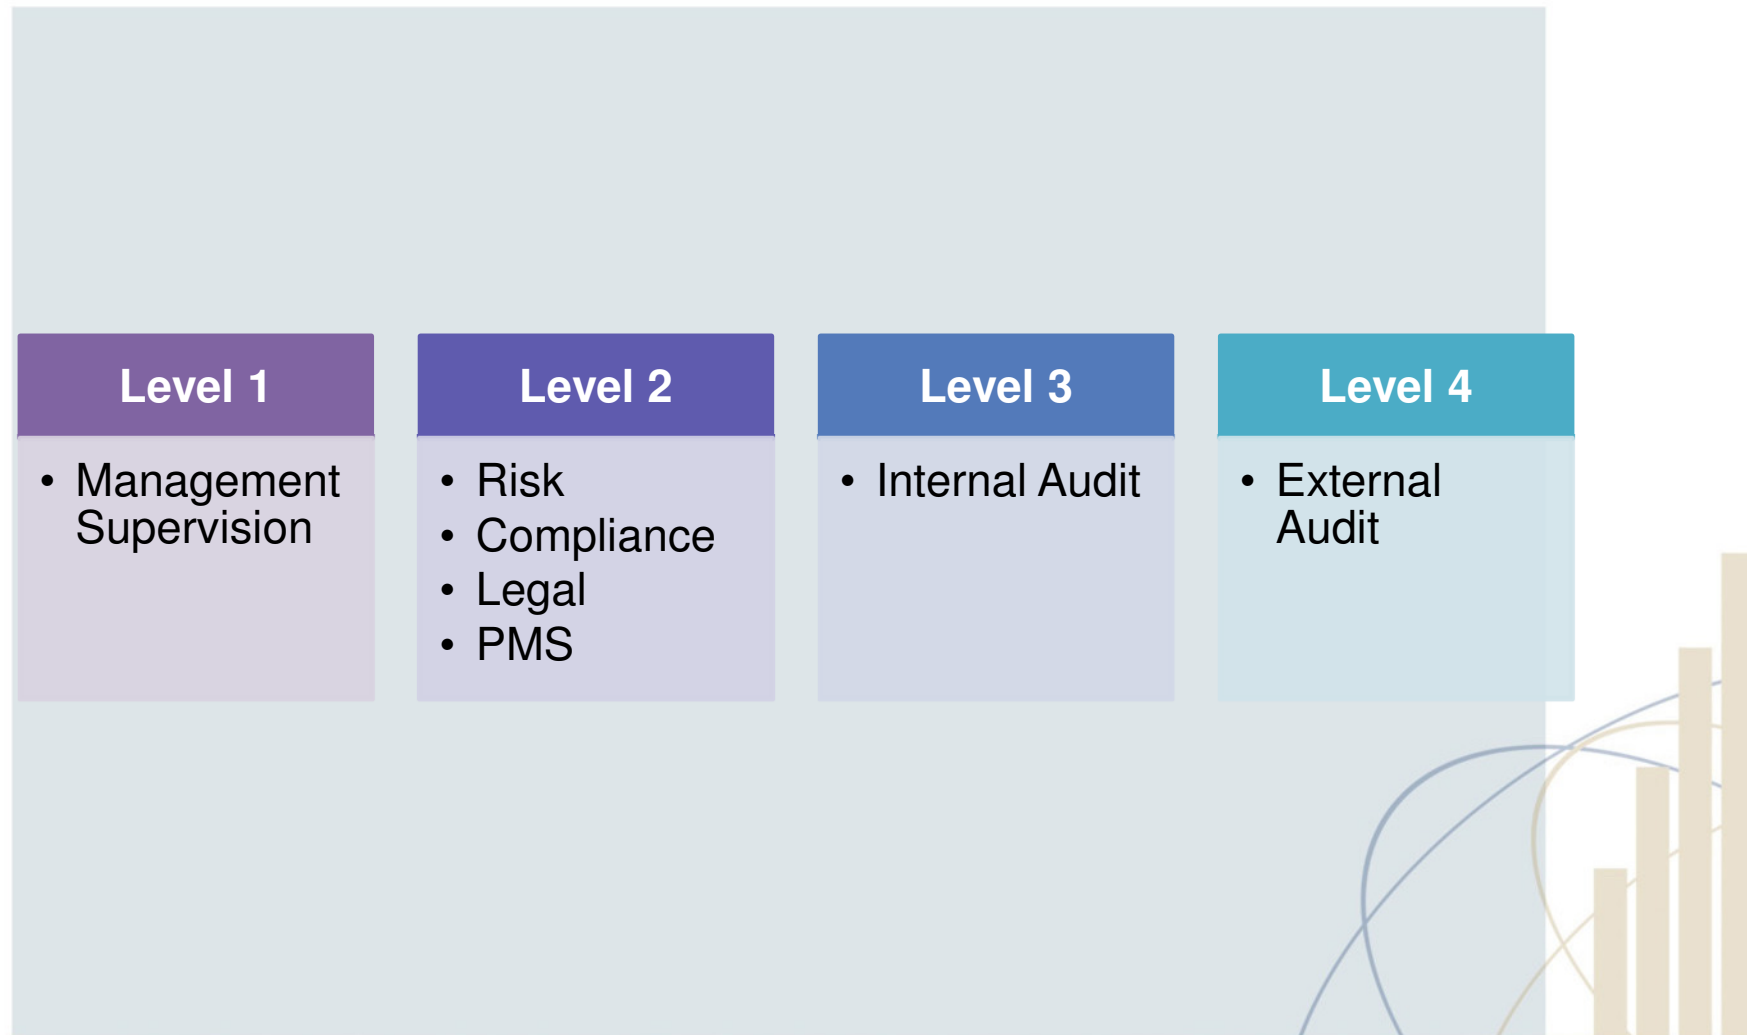 Level 1
• Management
Supervision
Level 2
• Risk
• Compliance
• Legal
• PMS
Level 3
• Internal Audit
Level 4
• External
Audit